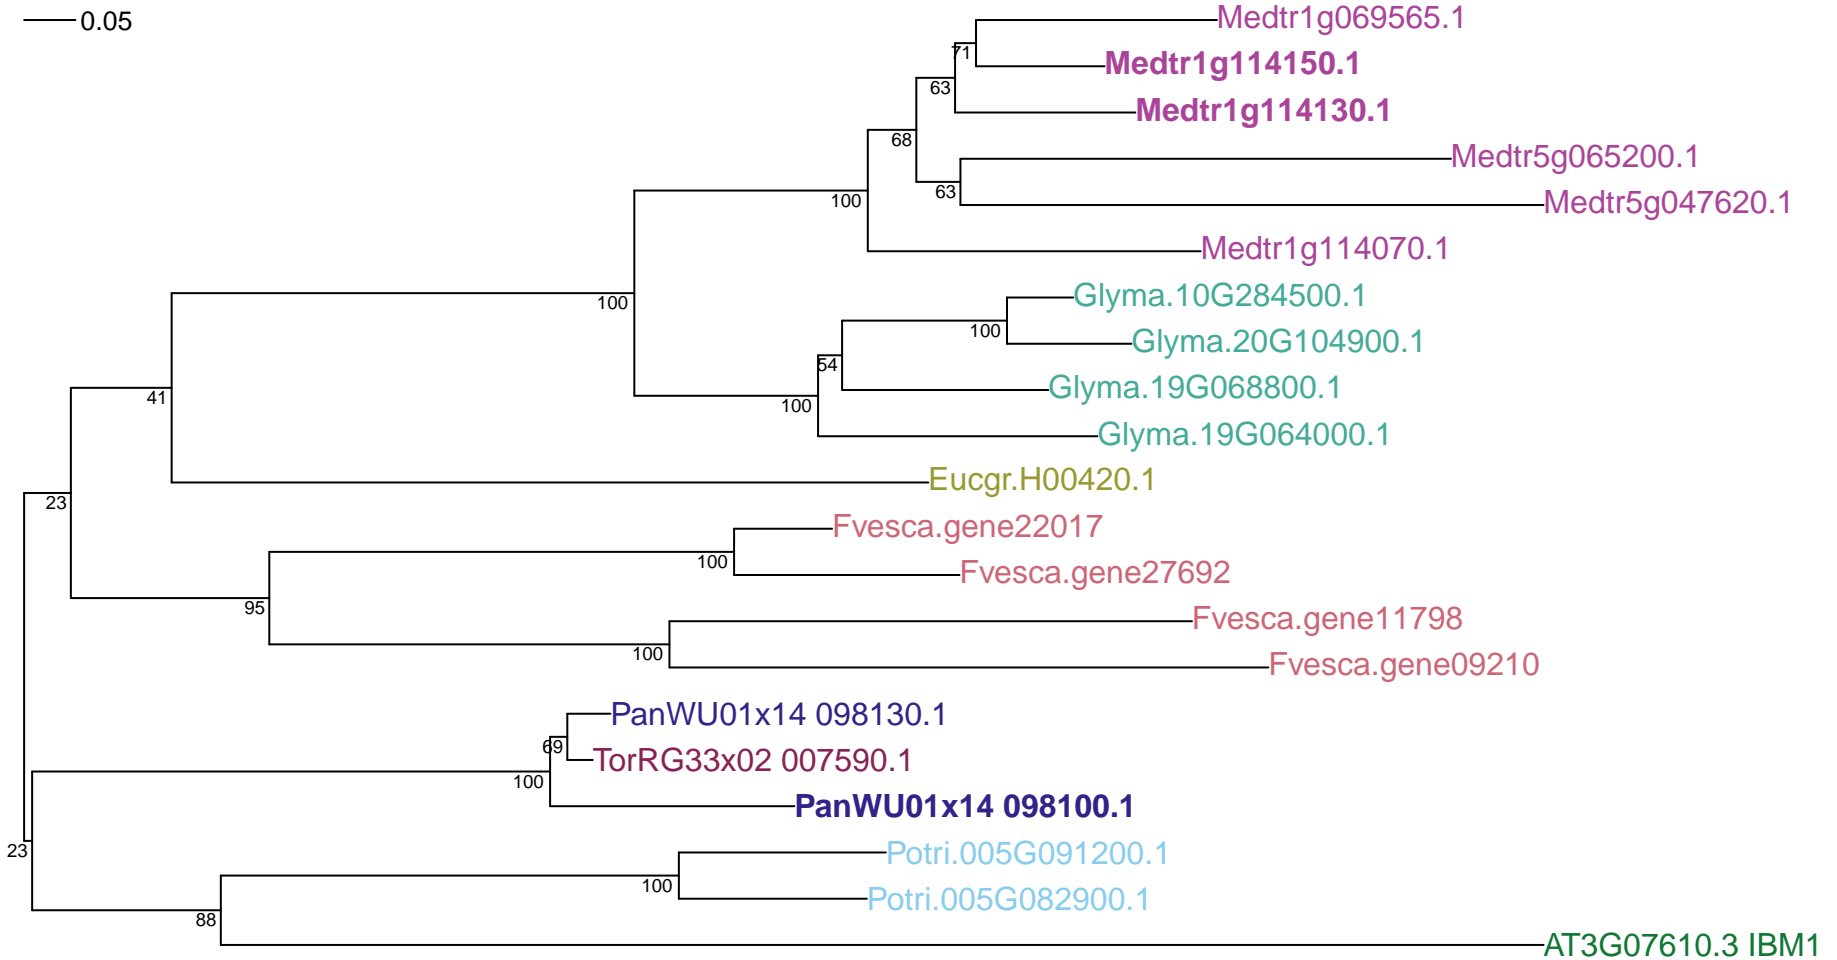 0.05
Medtr1g069565.1
71
Medtr1g114150.1
63
Medtr1g114130.1
68
Medtr5g065200.1
63
100
Medtr5g047620.1
Medtr1g114070.1
100
Glyma.10G284500.1
100
Glyma.20G104900.1
54
41
Glyma.19G068800.1
100
Glyma.19G064000.1
Eucgr.H00420.1
23
Fvesca.gene22017
100
Fvesca.gene27692
95
Fvesca.gene11798
100
Fvesca.gene09210
PanWU01x14 098130.1
69
TorRG33x02 007590.1
100
PanWU01x14 098100.1
23
Potri.005G091200.1
100
Potri.005G082900.1
88
AT3G07610.3 IBM1